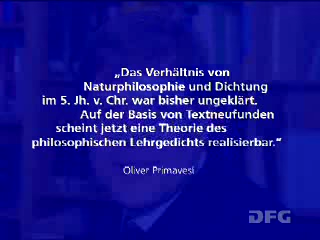 „Das Verhältnis von
Naturphilosophie und Dichtung
im 5. Jh. v. Chr. war bisher ungeklärt.
Auf der Basis von Textneufunden
scheint jetzt eine Theorie des
philosophischen Lehrgedichts realisierbar.“
Oliver Primavesi
DFG